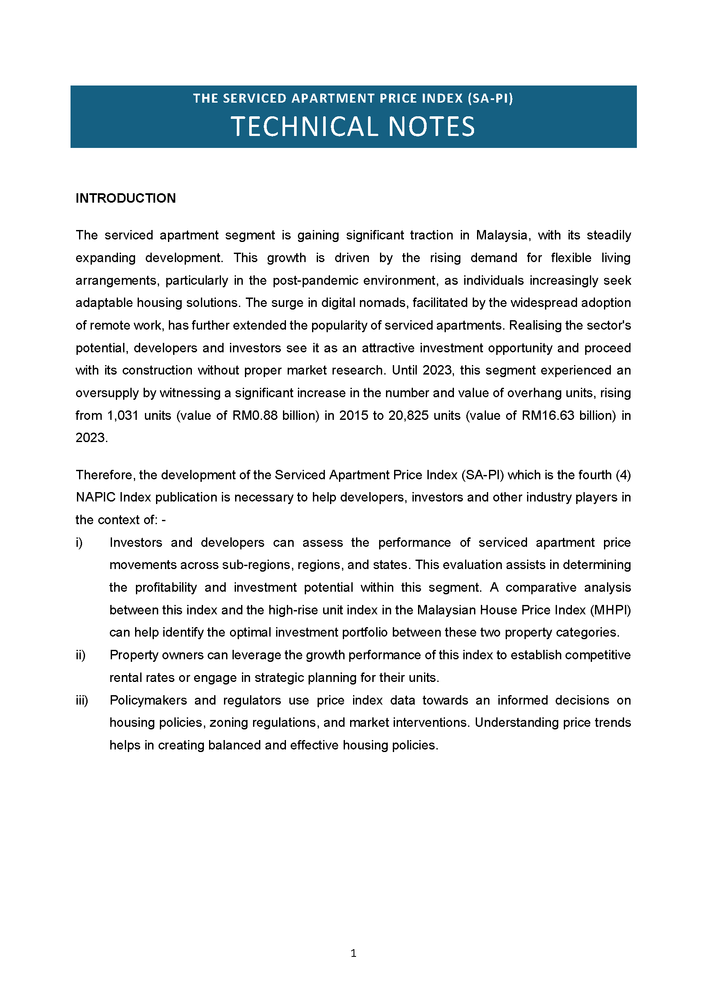 THE SERVICED APARTMENT PRICE INDEX (SA-PI)
TECHNICAL NOTES
INTRODUCTION
The serviced apartment segment is gaining significant traction in Malaysia, with its steadily
expanding development. This growth is driven by the rising demand for flexible living
arrangements, particularly in the post-pandemic environment, as individuals increasingly seek
adaptable housing solutions. The surge in digital nomads, facilitated by the widespread adoption
of remote work, has further extended the popularity of serviced apartments. Realising the sector's
potential, developers and investors see it as an attractive investment opportunity and proceed
with its construction without proper market research. Until 2023, this segment experienced an
oversupply by witnessing a significant increase in the number and value of overhang units, rising
from 1,031 units (value of RM0.88 billion) in 2015 to 20,825 units (value of RM16.63 billion) in
2023.
Therefore, the development of the Serviced Apartment Price Index (SA-PI) which is the fourth (4)
NAPIC Index publication is necessary to help developers, investors and other industry players in
the context of: -
i) Investors and developers can assess the performance of serviced apartment price
movements across sub-regions, regions, and states. This evaluation assists in determining
the profitability and investment potential within this segment. A comparative analysis
between this index and the high-rise unit index in the Malaysian House Price Index (MHPI)
can help identify the optimal investment portfolio between these two property categories.
ii) Property owners can leverage the growth performance of this index to establish competitive
rental rates or engage in strategic planning for their units.
iii) Policymakers and regulators use price index data towards an informed decisions on
housing policies, zoning regulations, and market interventions. Understanding price trends
helps in creating balanced and effective housing policies.
1